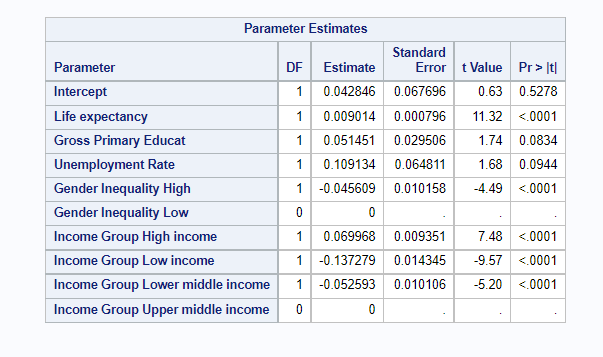 Parameter Estimates
Parameter DF Estimate Standard Error t Value Pr > |t|
Intercept 1 0.042846 0.067696 0.63 0.5278
Life expectancy 1 0.009014 0.000796 11.32 <.0001
Gross Primary Educat 1 0.051451 0.029506 1.74 0.0834
Unemployment Rate 1 0.109134 0.064811 1.68 0.0944
Gender Inequality High 1 -0.045609 0.010158 -4.49 <.0001
Gender Inequality Low 0 0 . . .
Income Group High income 1 0.069968 0.009351 7.48 <.0001
Income Group Low income 1 -0.137279 0.014345 -9.57 <.0001
Income Group Lower middle income 1 -0.052593 0.010106 -5.20 <.0001
Income Group Upper middle income 0 0 . . .